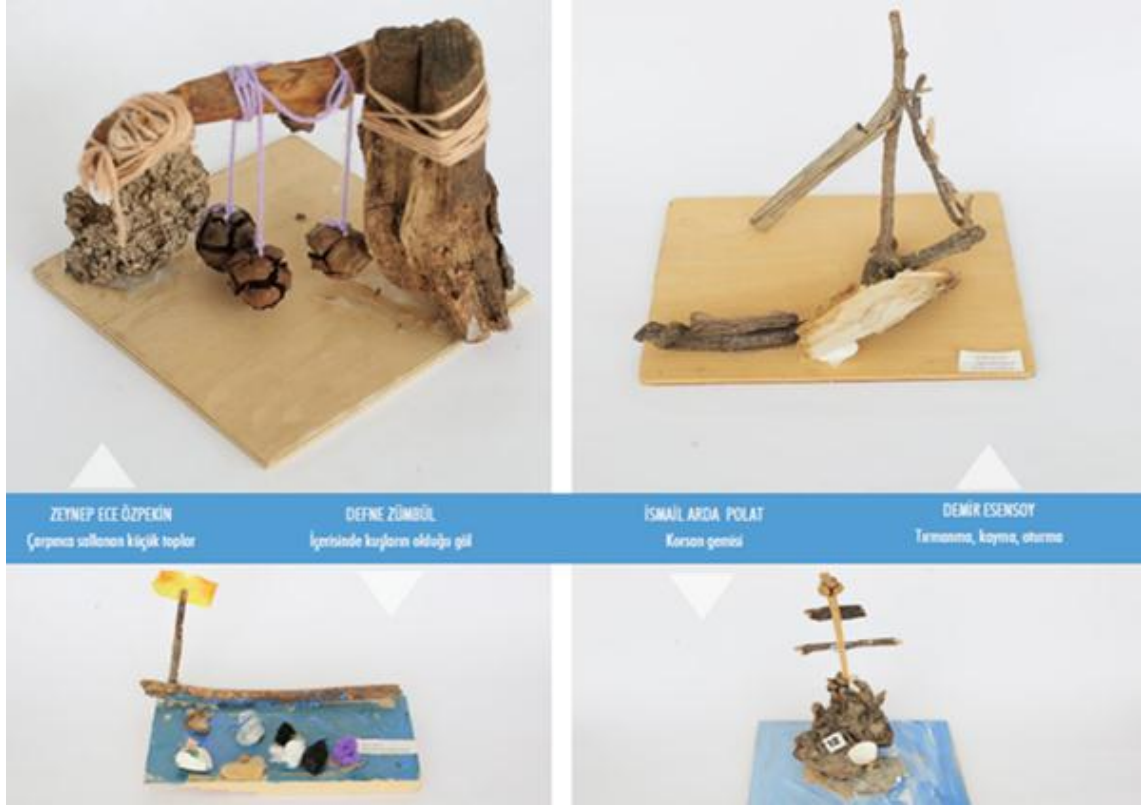 ZEYNEP ECE ÖZPEKİN
Çarpınca sallanan küçük toplar
DEFNE ZÜMBÜL
İçerisinde kuşların olduğu göl
İSMAİL ARDA POLAT
Korsan gemisi
DEMİR ESENSOY
Tırmanma, kayma, oturma